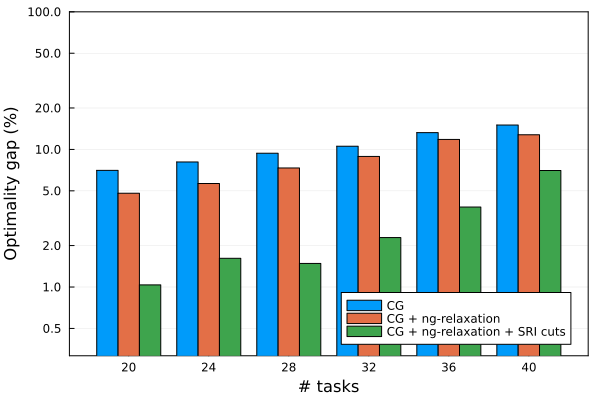 Optimality gap (%)
100.0
50.0
20.0
10.0
5.0
2.0
1.0
0.5
CG
CG + ng-relaxation
CG + ng-relaxation + SRI cuts
20 24 28 32 36 40
# tasks